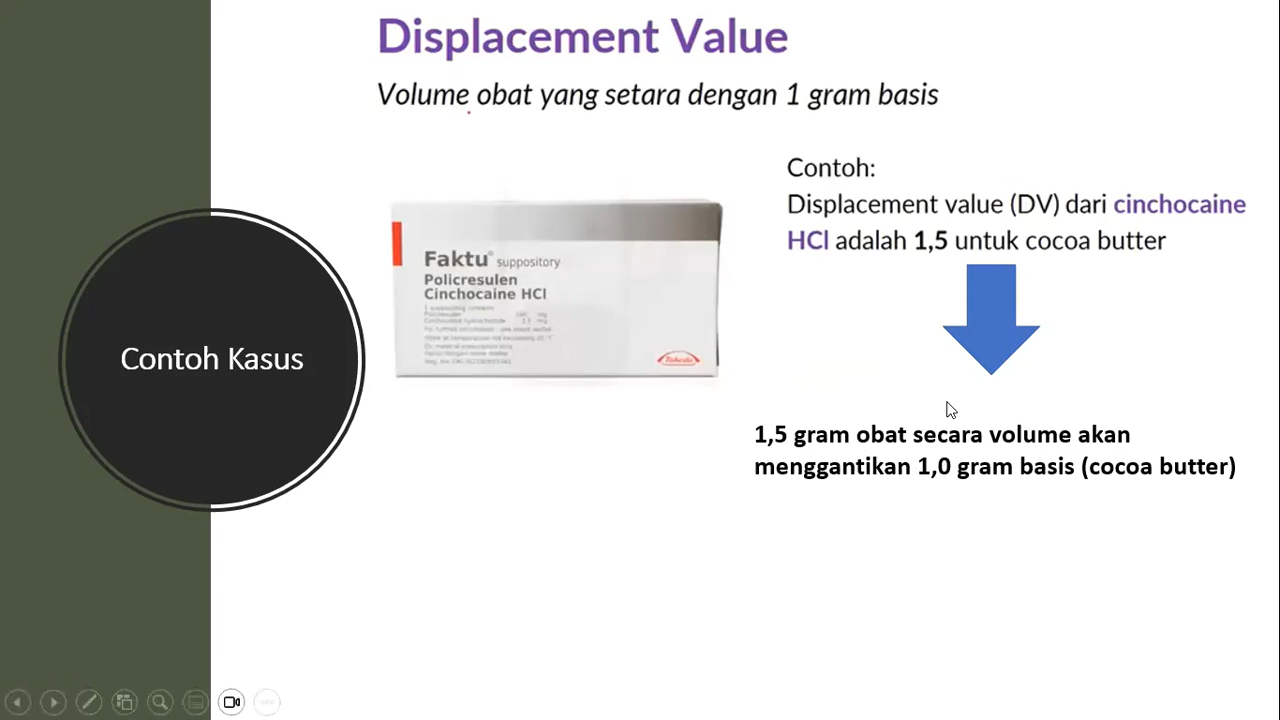 Displacement Value
Volume obat yang setara dengan 1 gram basis
Contoh:
Displacement value (DV) dari cinchocaine
HCl adalah 1,5 untuk cocoa butter
Faktu® suppository
Policresulen
Cinchocaine HCl
Takeda
Contoh Kasus
1,5 gram obat secara volume akan
menggantikan 1,0 gram basis (cocoa butter)